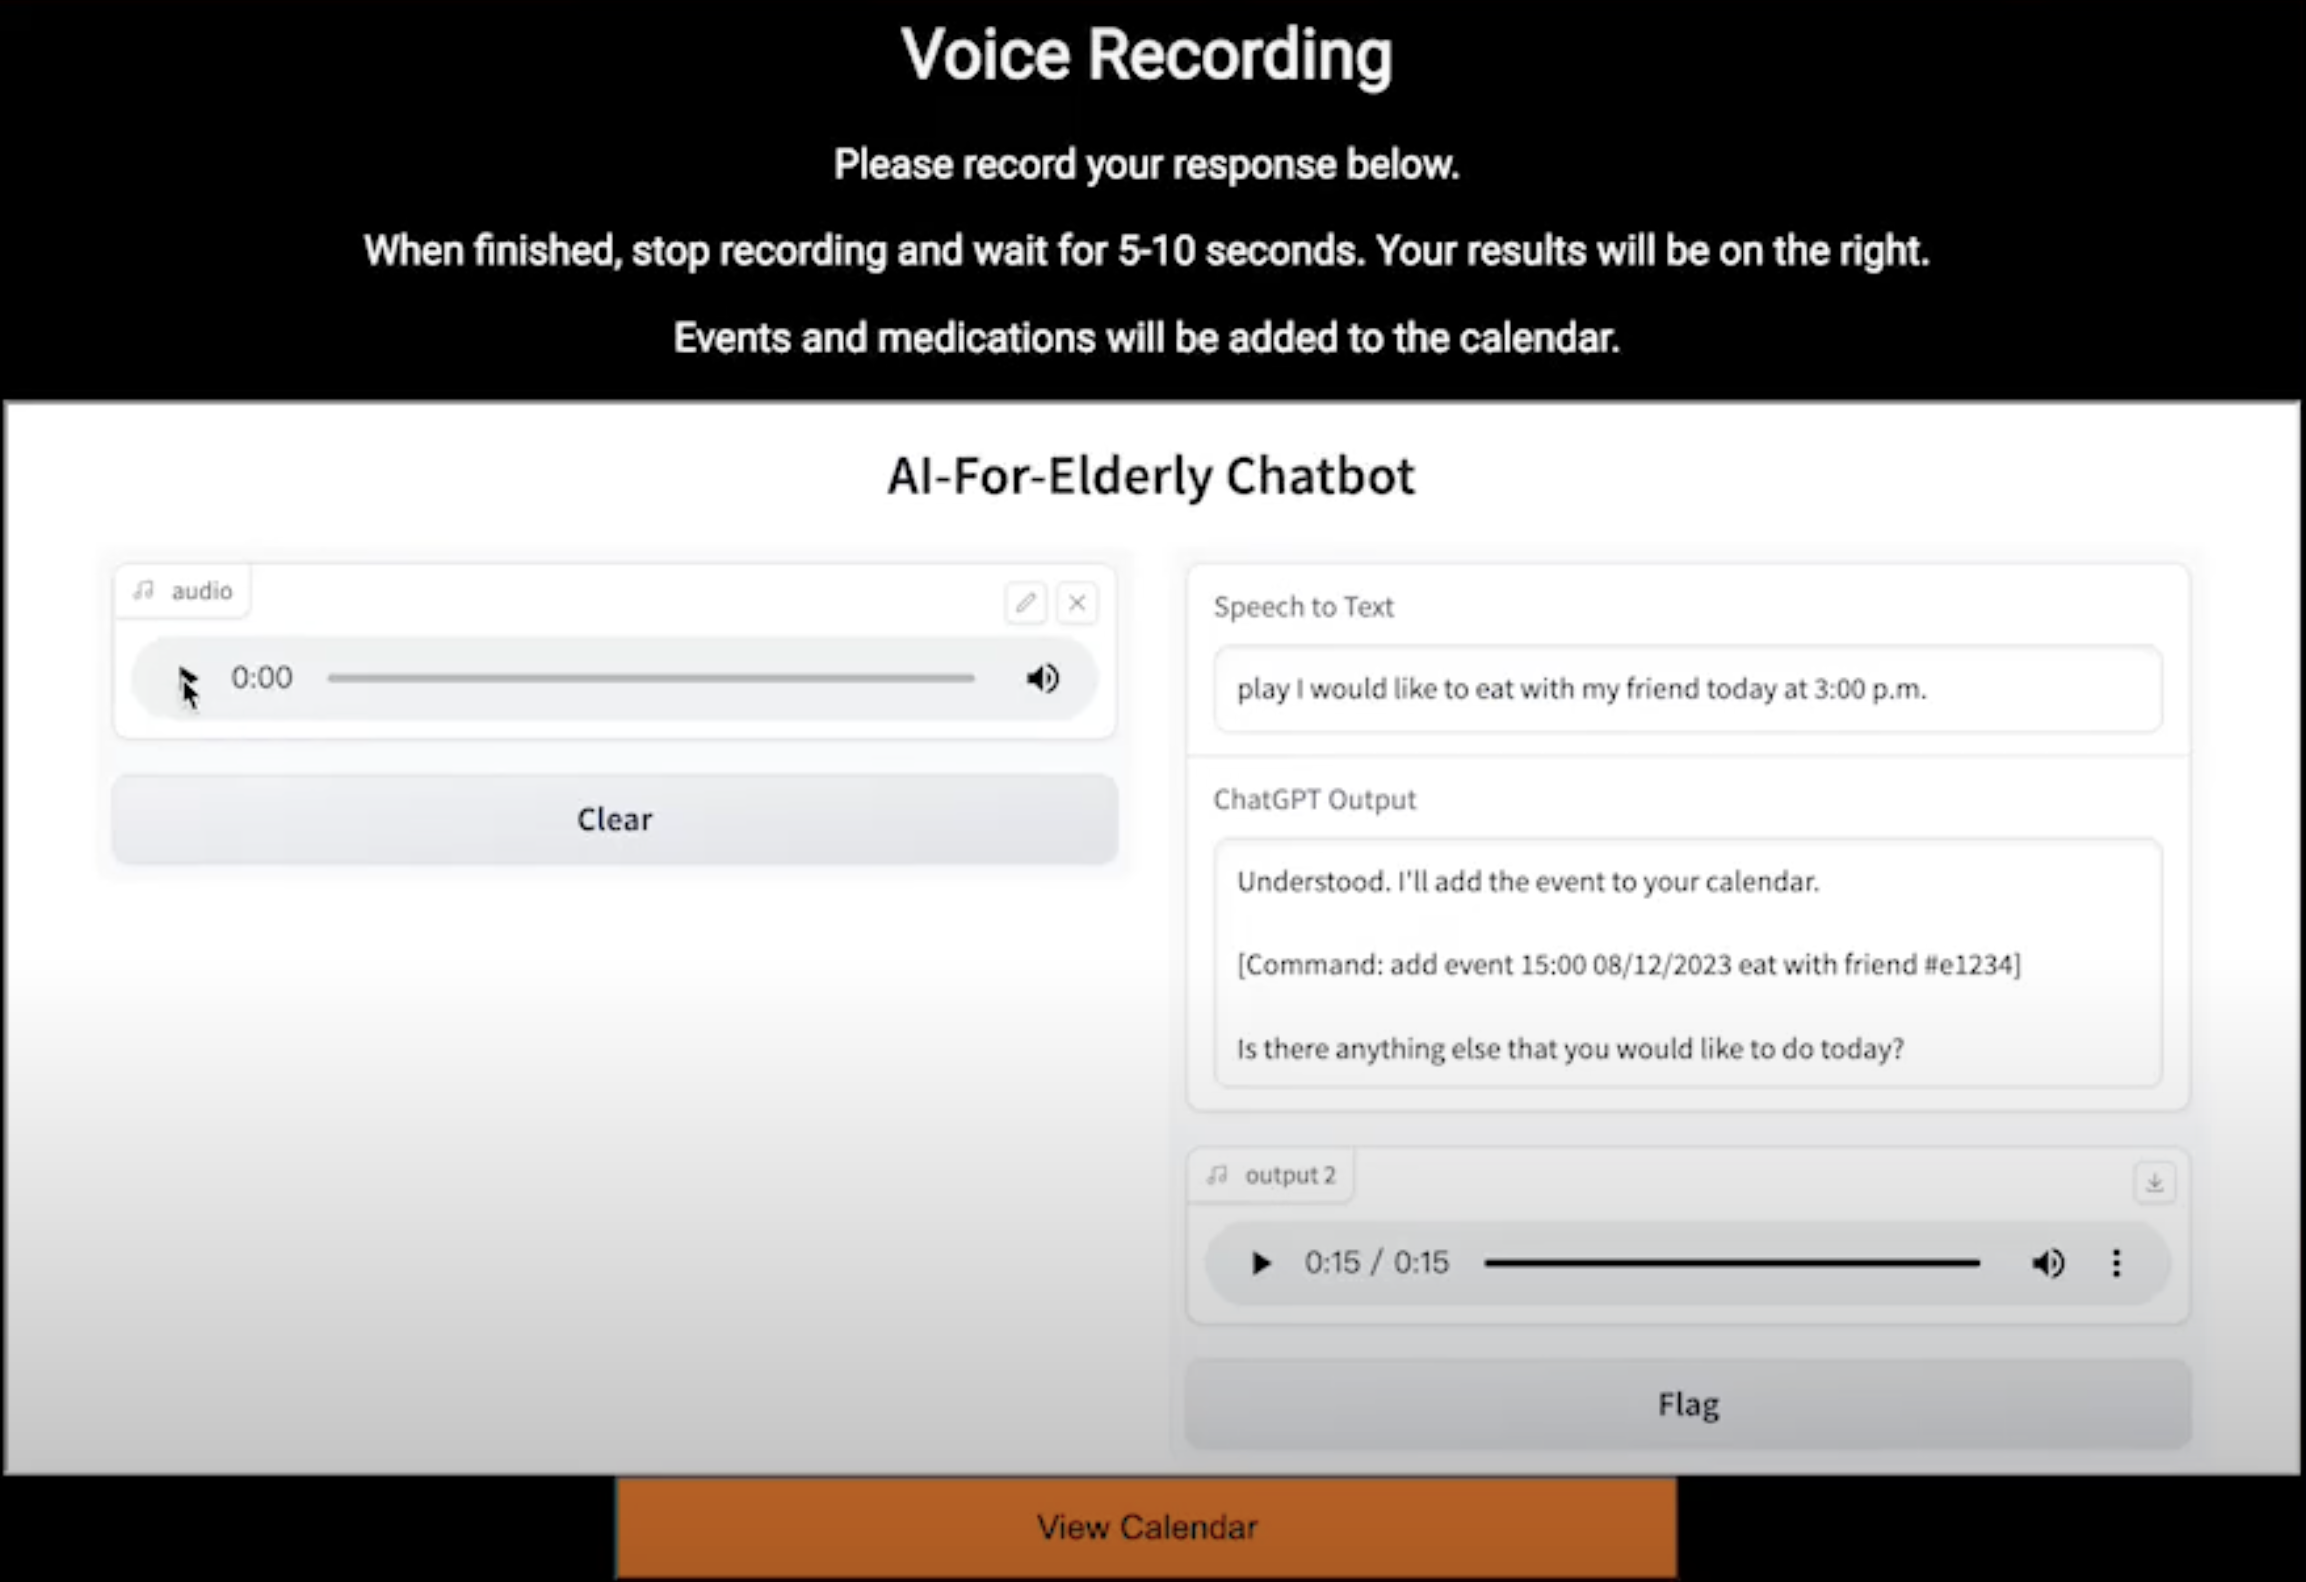 Voice Recording
Please record your response below.
When finished, stop recording and wait for 5-10 seconds. Your results will be on the right.
Events and medications will be added to the calendar.
AI-For-Elderly Chatbot
audio
0:00
Clear
Speech to Text
play I would like to eat with my friend today at 3:00 p.m.
ChatGPT Output
Understood. I'll add the event to your calendar.
[Command: add event 15:00 08/12/2023 eat with friend #e1234]
Is there anything else that you would like to do today?
output 2
0:15 / 0:15
Flag
View Calendar